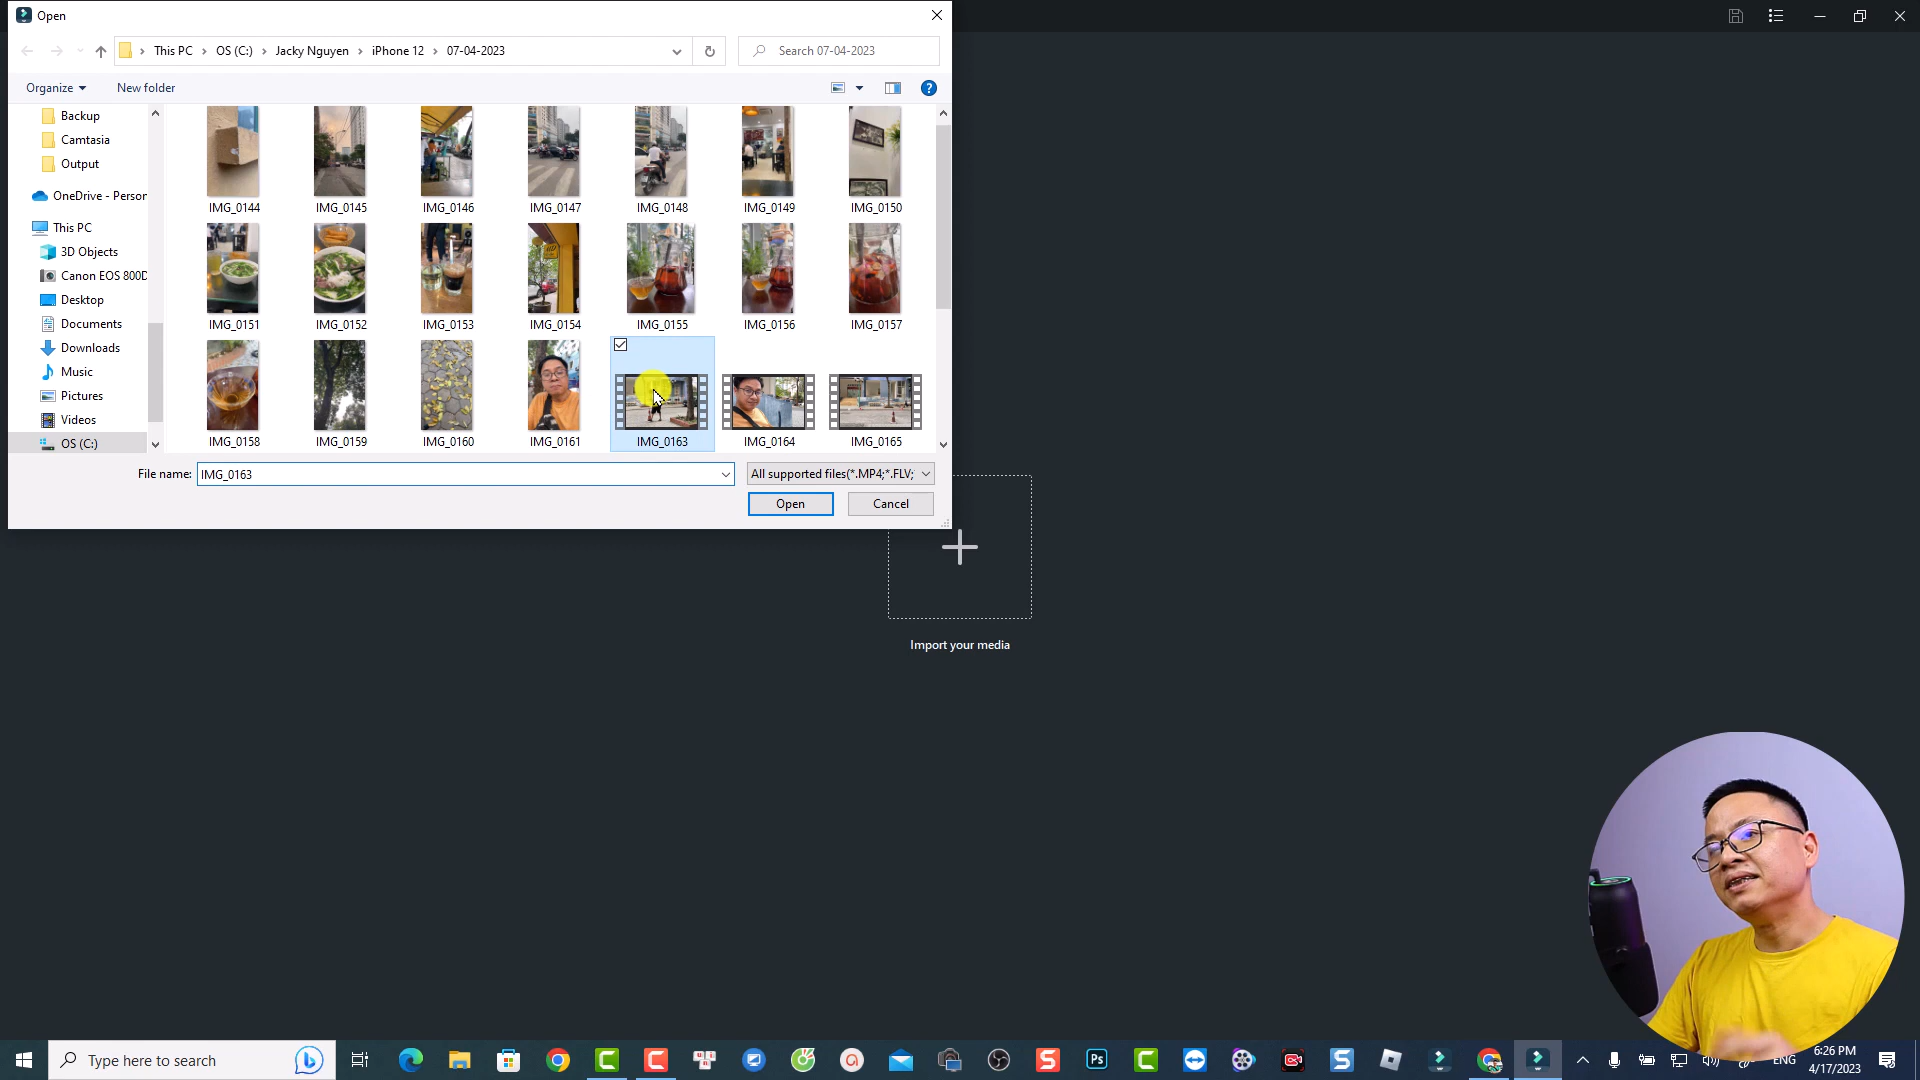 Open
This PC > OS (C:) > Jacky Nguyen > iPhone 12 > 07-04-2023
Search 07-04-2023
Organize
New folder
Backup
Camtasia
Output
OneDrive - Person
This PC
3D Objects
Canon EOS 800D
Desktop
Documents
Downloads
Music
Pictures
Videos
OS (C:)
IMG_0144 IMG_0145 IMG_0146 IMG_0147 IMG_0148 IMG_0149 IMG_0150
IMG_0151 IMG_0152 IMG_0153 IMG_0154 IMG_0155 IMG_0156 IMG_0157
IMG_0158 IMG_0159 IMG_0160 IMG_0161 IMG_0163 IMG_0164 IMG_0165
File name: IMG_0163
All supported files(*.MP4;*.FLV;
Open
Cancel
Import your media
Type here to search
Ps
ENG
6:26 PM
4/17/2023